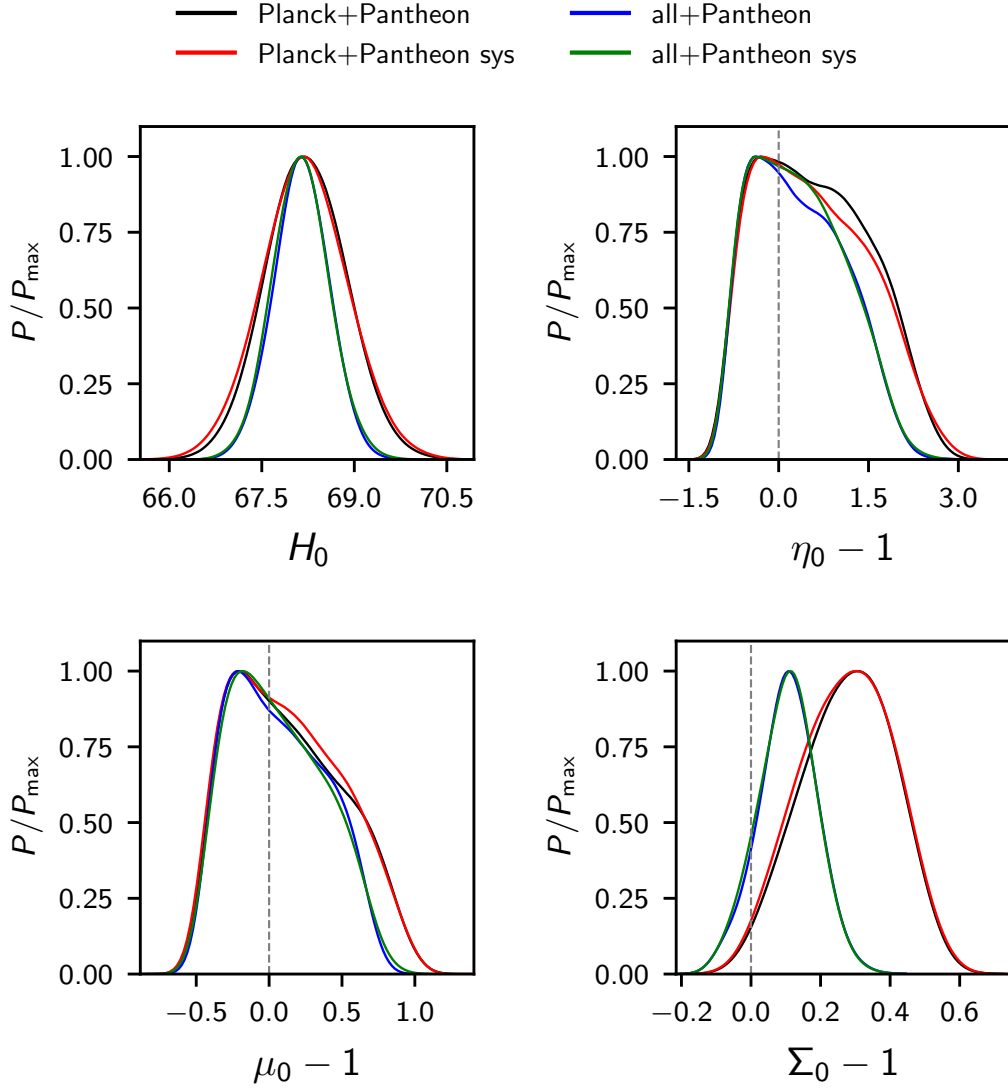 Planck+Pantheon
all+Pantheon
Planck+Pantheon sys
all+Pantheon sys
P/P_max
1.00
0.75
0.50
0.25
0.00
66.0 67.5 69.0 70.5
H₀
P/P_max
1.00
0.75
0.50
0.25
0.00
−1.5 0.0 1.5 3.0
η₀ − 1
P/P_max
1.00
0.75
0.50
0.25
0.00
−0.5 0.0 0.5 1.0
μ₀ − 1
P/P_max
1.00
0.75
0.50
0.25
0.00
−0.2 0.0 0.2 0.4 0.6
Σ₀ − 1